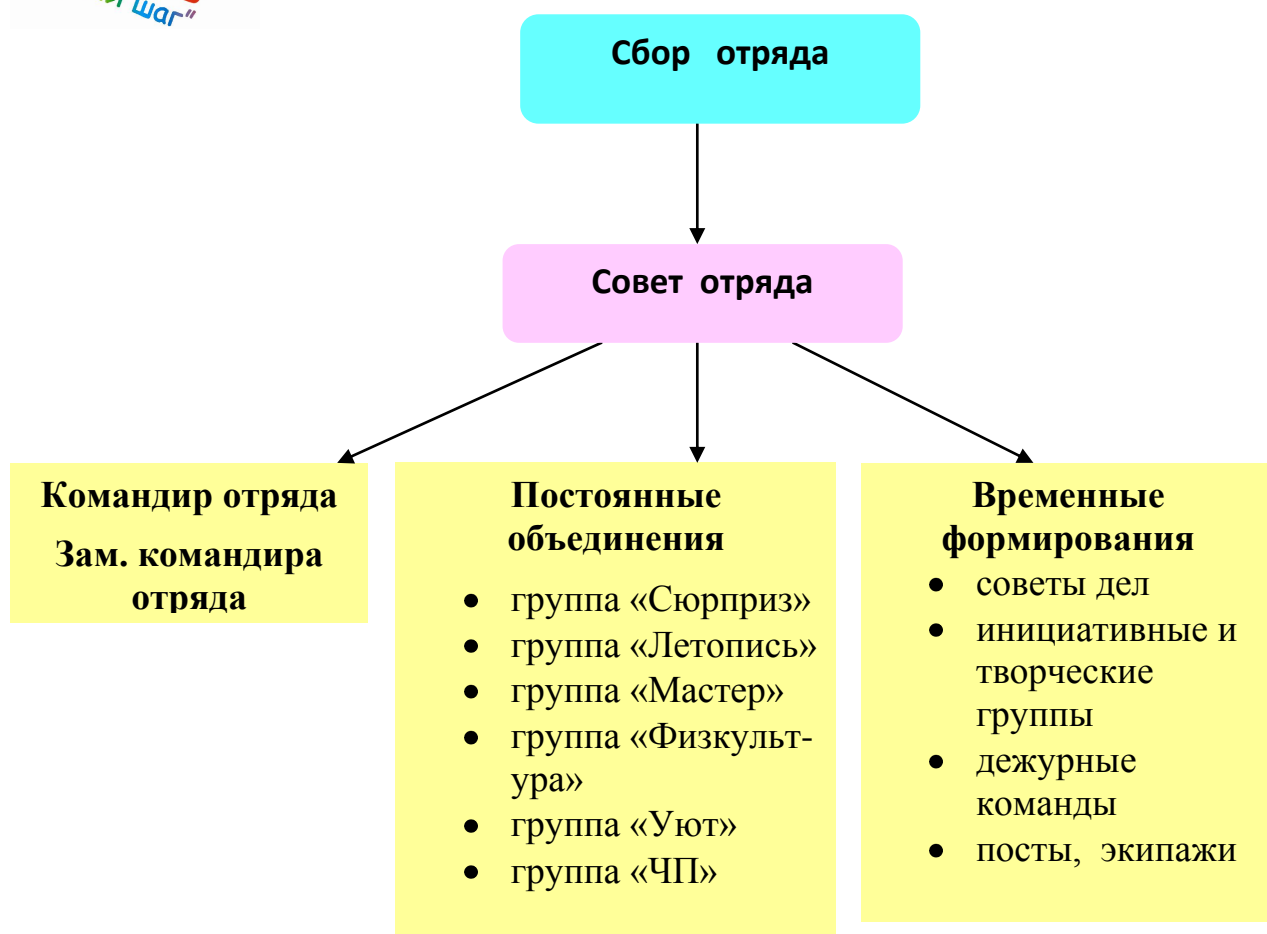 шаг"
Сбор отряда
Совет отряда
Командир отряда
Зам. командира
отряда
Постоянные
объединения
• группа «Сюрприз»
• группа «Летопись»
• группа «Мастер»
• группа «Физкульт-
ура»
• группа «Уют»
• группа «ЧП»
Временные
формирования
• советы дел
• инициативные и
творческие
группы
• дежурные
команды
• посты, экипажи